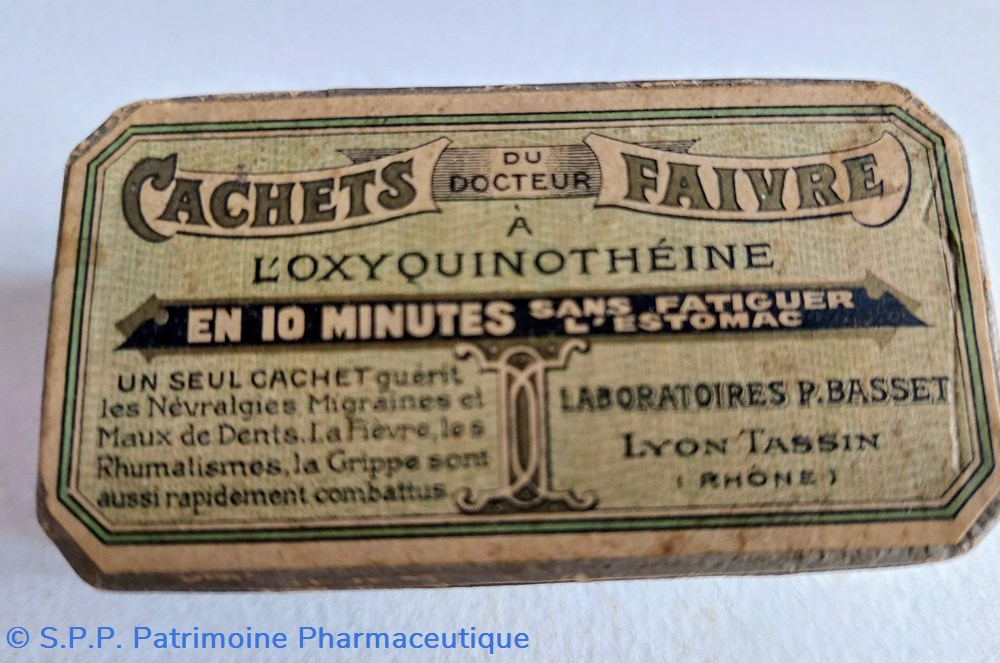 CACHETS DU DOCTEUR FAIVRE
À
L'OXYQUINOTHÉINE
EN 10 MINUTES SANS FATIGUER L'ESTOMAC
UN SEUL CACHET guérit
les Névralgies, Migraines et
Maux de Dents. La Fièvre, les
Rhumatismes, la Grippe sont
aussi rapidement combattus
LABORATOIRES P. BASSET
LYON TASSIN
(RHÔNE)
© S.P.P. Patrimoine Pharmaceutique